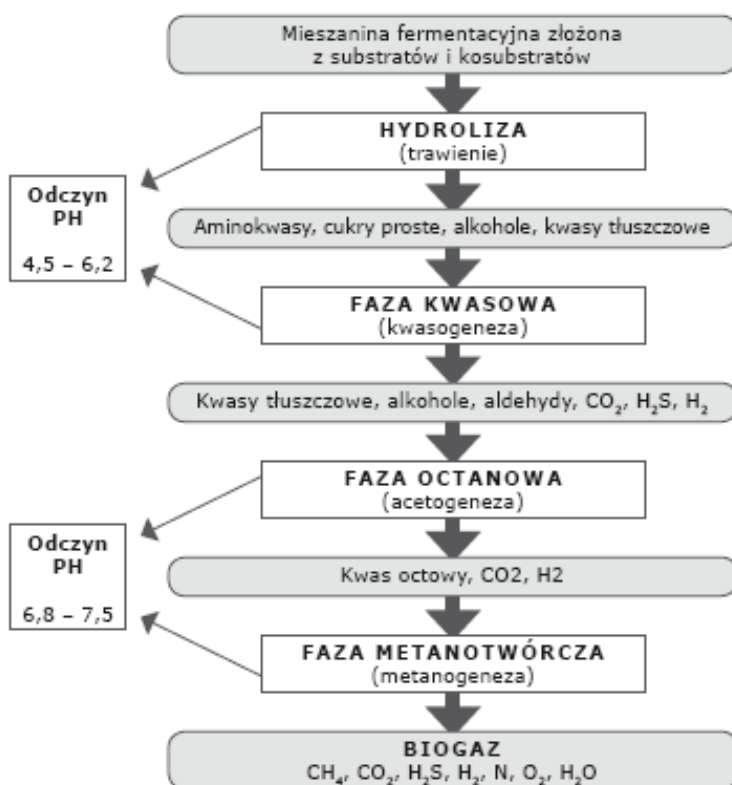 Mieszanina fermentacyjna złożona
z substratów i kosubstratów
HYDROLIZA
(trawienie)
Odczyn
PH
4,5 – 6,2
Aminokwasy, cukry proste, alkohole, kwasy tłuszczowe
FAZA KWASOWA
(kwasogeneza)
Kwasy tłuszczowe, alkohole, aldehydy, CO₂, H₂S, H₂
FAZA OCTANOWA
(acetogeneza)
Odczyn
PH
6,8 – 7,5
Kwas octowy, CO2, H2
FAZA METANOTWÓRCZA
(metanogeneza)
BIOGAZ
CH₄, CO₂, H₂S, H₂, N, O₂, H₂O